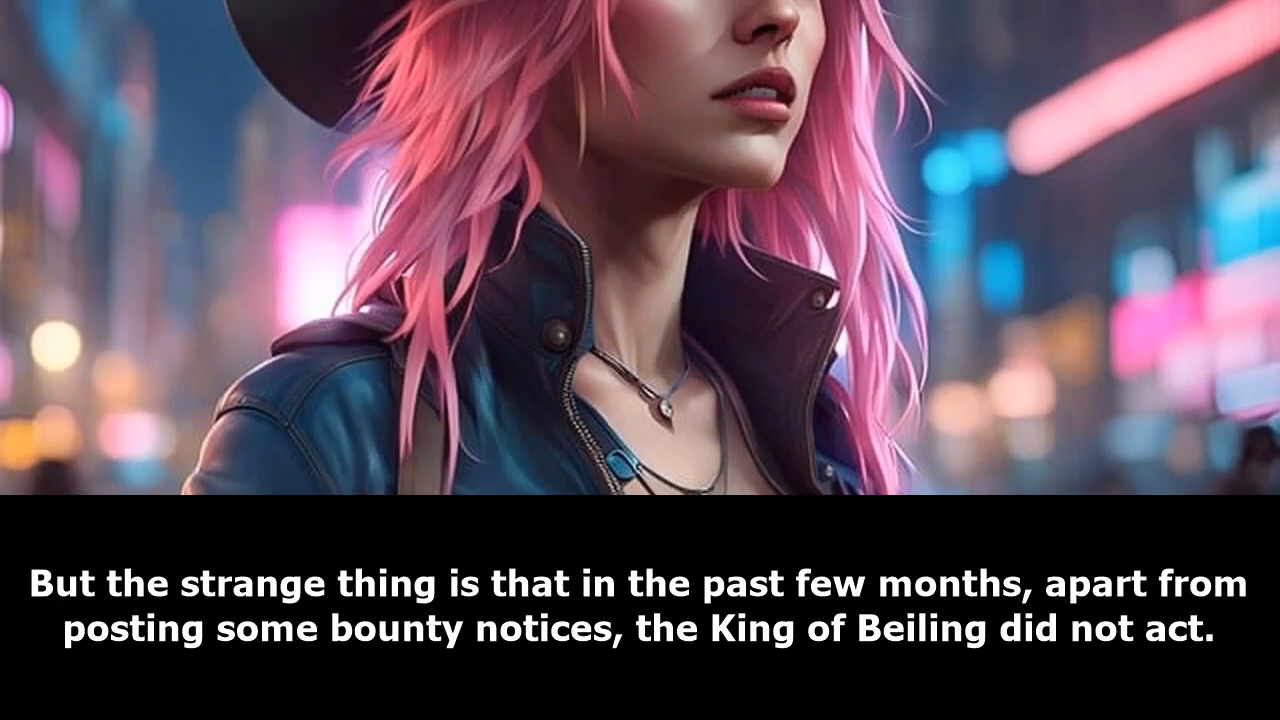 But the strange thing is that in the past few months, apart from
posting some bounty notices, the King of Beiling did not act.